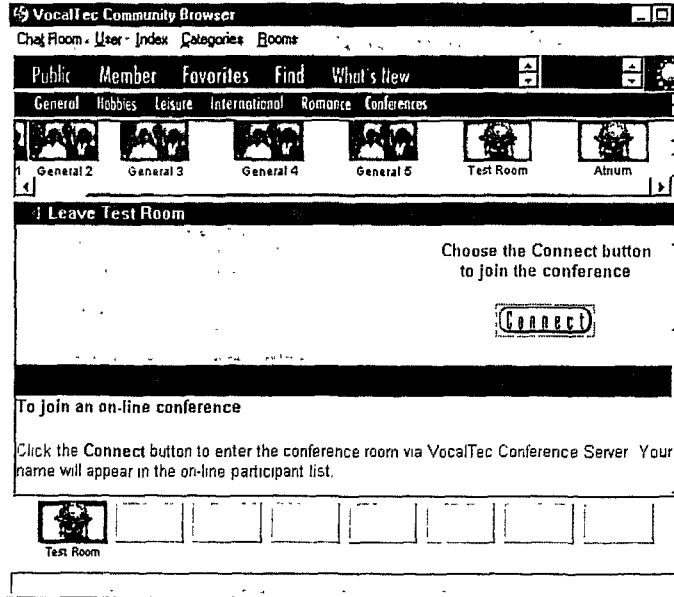 VocalTec Community Browser
Chat Room User Index Categories Rooms
Public Member Favorites Find What's New
General Hobbies Leisure International Romance Conferences
1 General 2 General 3 General 4 General 5 Test Room Atrium
Leave Test Room
Choose the Connect button
to join the conference
Connect
To join an on-line conference
Click the Connect button to enter the conference room via VocalTec Conference Server Your
name will appear in the on-line participant list.
Test Room